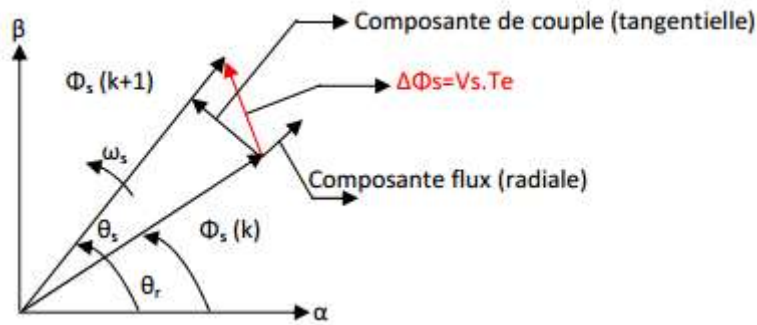 β
Composante de couple (tangentielle)
Φs (k+1)
ΔΦs=Vs.Te
ωs
Composante flux (radiale)
θs
Φs (k)
θr
α